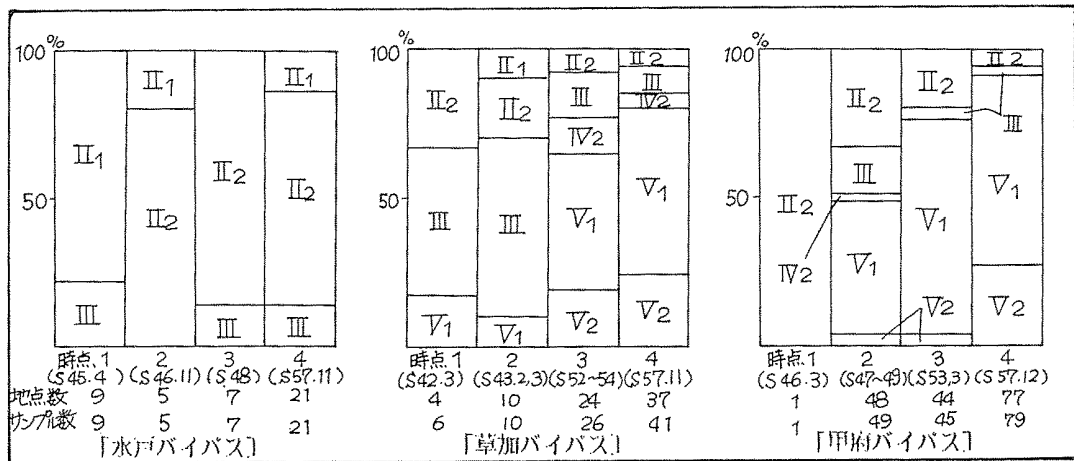 %
100
50
II1
III
II1
II2
II2
III
II1
II2
III
時点.1
2
3
4
(S45.4)
(S46.11)
(S48)
(S57.11)
地点数 9 5 7 21
サンプル数 9 5 7 21
「水戸バイパス」
%
100
50
II2
III
V1
II1
II2
III
V1
II2
III
IV2
V1
V2
II2
III
IV2
V1
V2
時点.1
2
3
4
(S42.3)
(S43.2,3)
(S52~54)
(S57.11)
4 10 24 37
6 10 26 41
「草加バイパス」
%
100
50
II2
IV2
II2
III
V1
II2
V1
V2
II2
III
V1
V2
時点.1
2
3
4
(S46.3)
(S47~49)
(S53.3)
(S57.12)
1 48 44 77
1 49 45 79
「甲府バイパス」